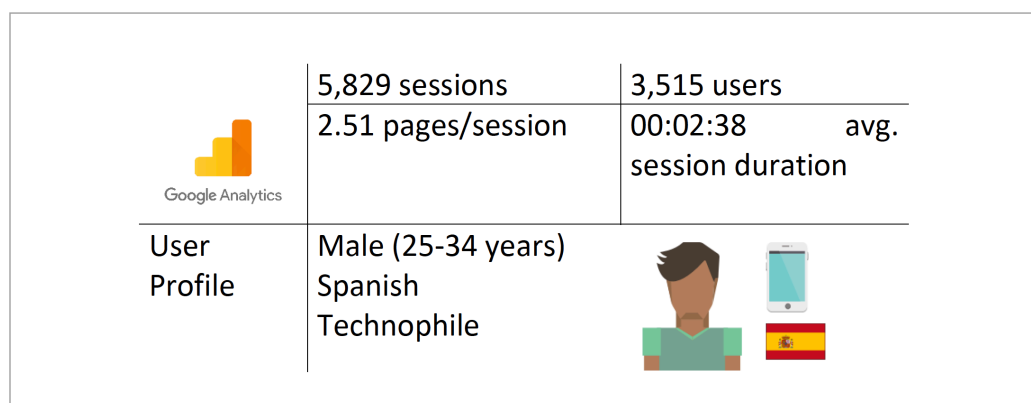 5,829 sessions
3,515 users
2.51 pages/session
00:02:38 avg.
session duration
Google Analytics
User
Profile
Male (25-34 years)
Spanish
Technophile